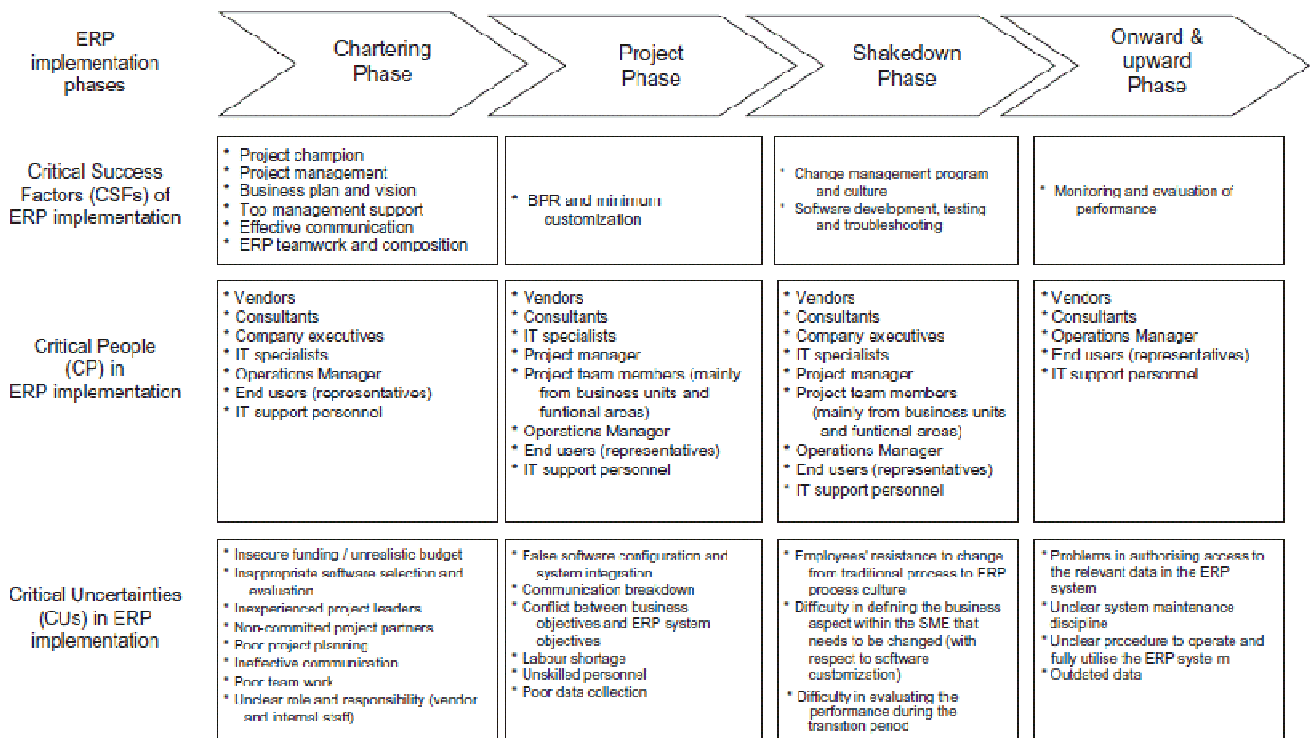 ERP
implementation
phases
Chartering
Phase
Project
Phase
Shakedown
Phase
Onward &
upward
Phase
Critical Success
Factors (CSFs) of
ERP implementation
* Project champion
* Project management
* Business plan and vision
* Top management support
* Effective communication
* ERP teamwork and composition
* BPR and minimum
customization
* Change management program
and culture
* Software development, testing
and troubleshooting
* Monitoring and evaluation of
performance
Critical People
(CP) in
ERP implementation
* Vendors
* Consultants
* Company executives
* IT specialists
* Operations Manager
* End users (representatives)
* IT support personnel
* Vendors
* Consultants
* IT specialists
* Project manager
* Project team members (mainly
from business units and
funtional areas)
* Operations Manager
* End users (representatives)
* IT support personnel
* Vendors
* Consultants
* Company executives
* IT specialists
* Project manager
* Project team members
(mainly from business units
and funtional areas)
* Operations Manager
* End users (representatives)
* IT support personnel
* Vendors
* Consultants
* Operations Manager
* End users (representatives)
* IT support personnel
Critical Uncertainties
(CUs) in ERP
implementation
* Insecure funding / unrealistic budget
* Inappropriate software selection and
evaluation
* Inexperienced project leaders
* Non-committed project partners
* Poor project planning
* Ineffective communication
* Poor team work
* Unclear role and responsibility (vendor
and internal staff)
* False software configuration and
system integration
* Communication breakdown
* Conflict between business
objectives and ERP system
objectives
* Labour shortage
* Unskilled personnel
* Poor data collection
* Employees' resistance to change
from traditional process to ERP
process culture
* Difficulty in defining the business
aspect within the SME that
needs to be changed (with
respect to software
customization)
* Difficulty in evaluating the
performance during the
transition period
* Problems in authorising access to
the relevant data in the ERP
system
* Unclear system maintenance
discipline
* Unclear procedure to operate and
fully utilise the ERP system
* Outdated data